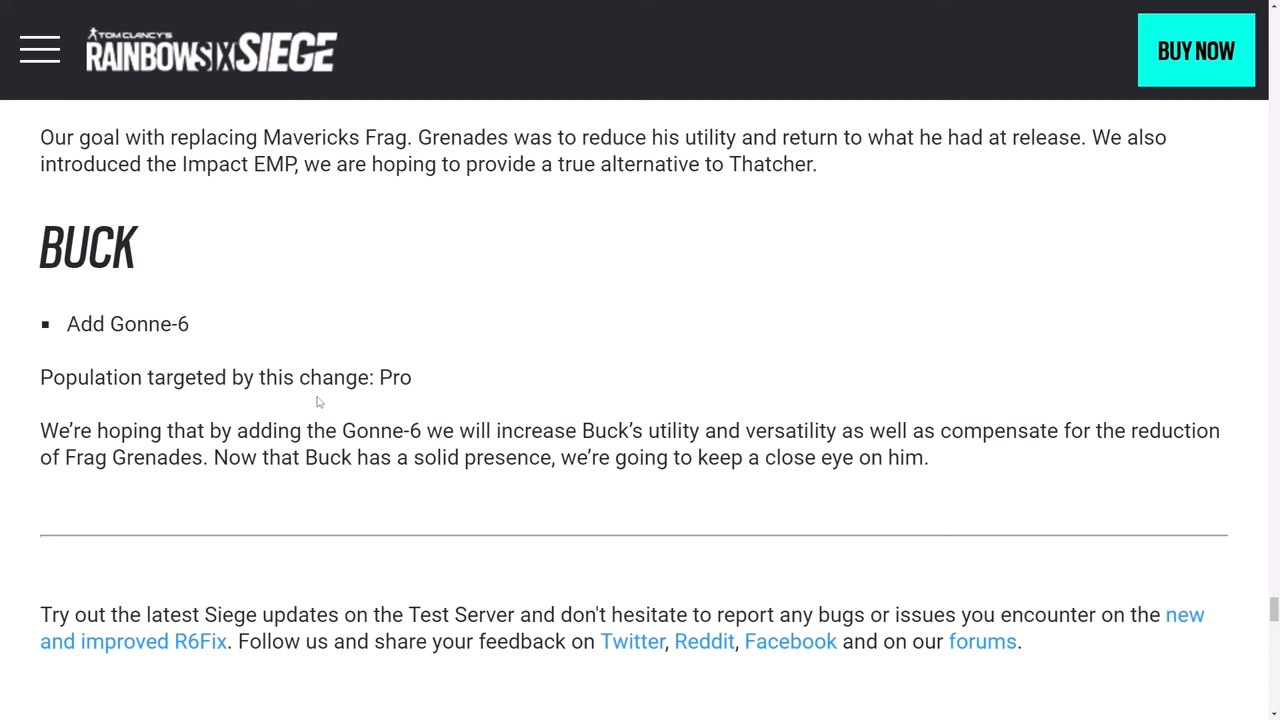 TOM CLANCY'S
RAINBOWSIX SIEGE
BUY NOW
Our goal with replacing Mavericks Frag. Grenades was to reduce his utility and return to what he had at release. We also
introduced the Impact EMP, we are hoping to provide a true alternative to Thatcher.
BUCK
▪ Add Gonne-6
Population targeted by this change: Pro
We’re hoping that by adding the Gonne-6 we will increase Buck’s utility and versatility as well as compensate for the reduction
of Frag Grenades. Now that Buck has a solid presence, we’re going to keep a close eye on him.
Try out the latest Siege updates on the Test Server and don't hesitate to report any bugs or issues you encounter on the new
and improved R6Fix. Follow us and share your feedback on Twitter, Reddit, Facebook and on our forums.